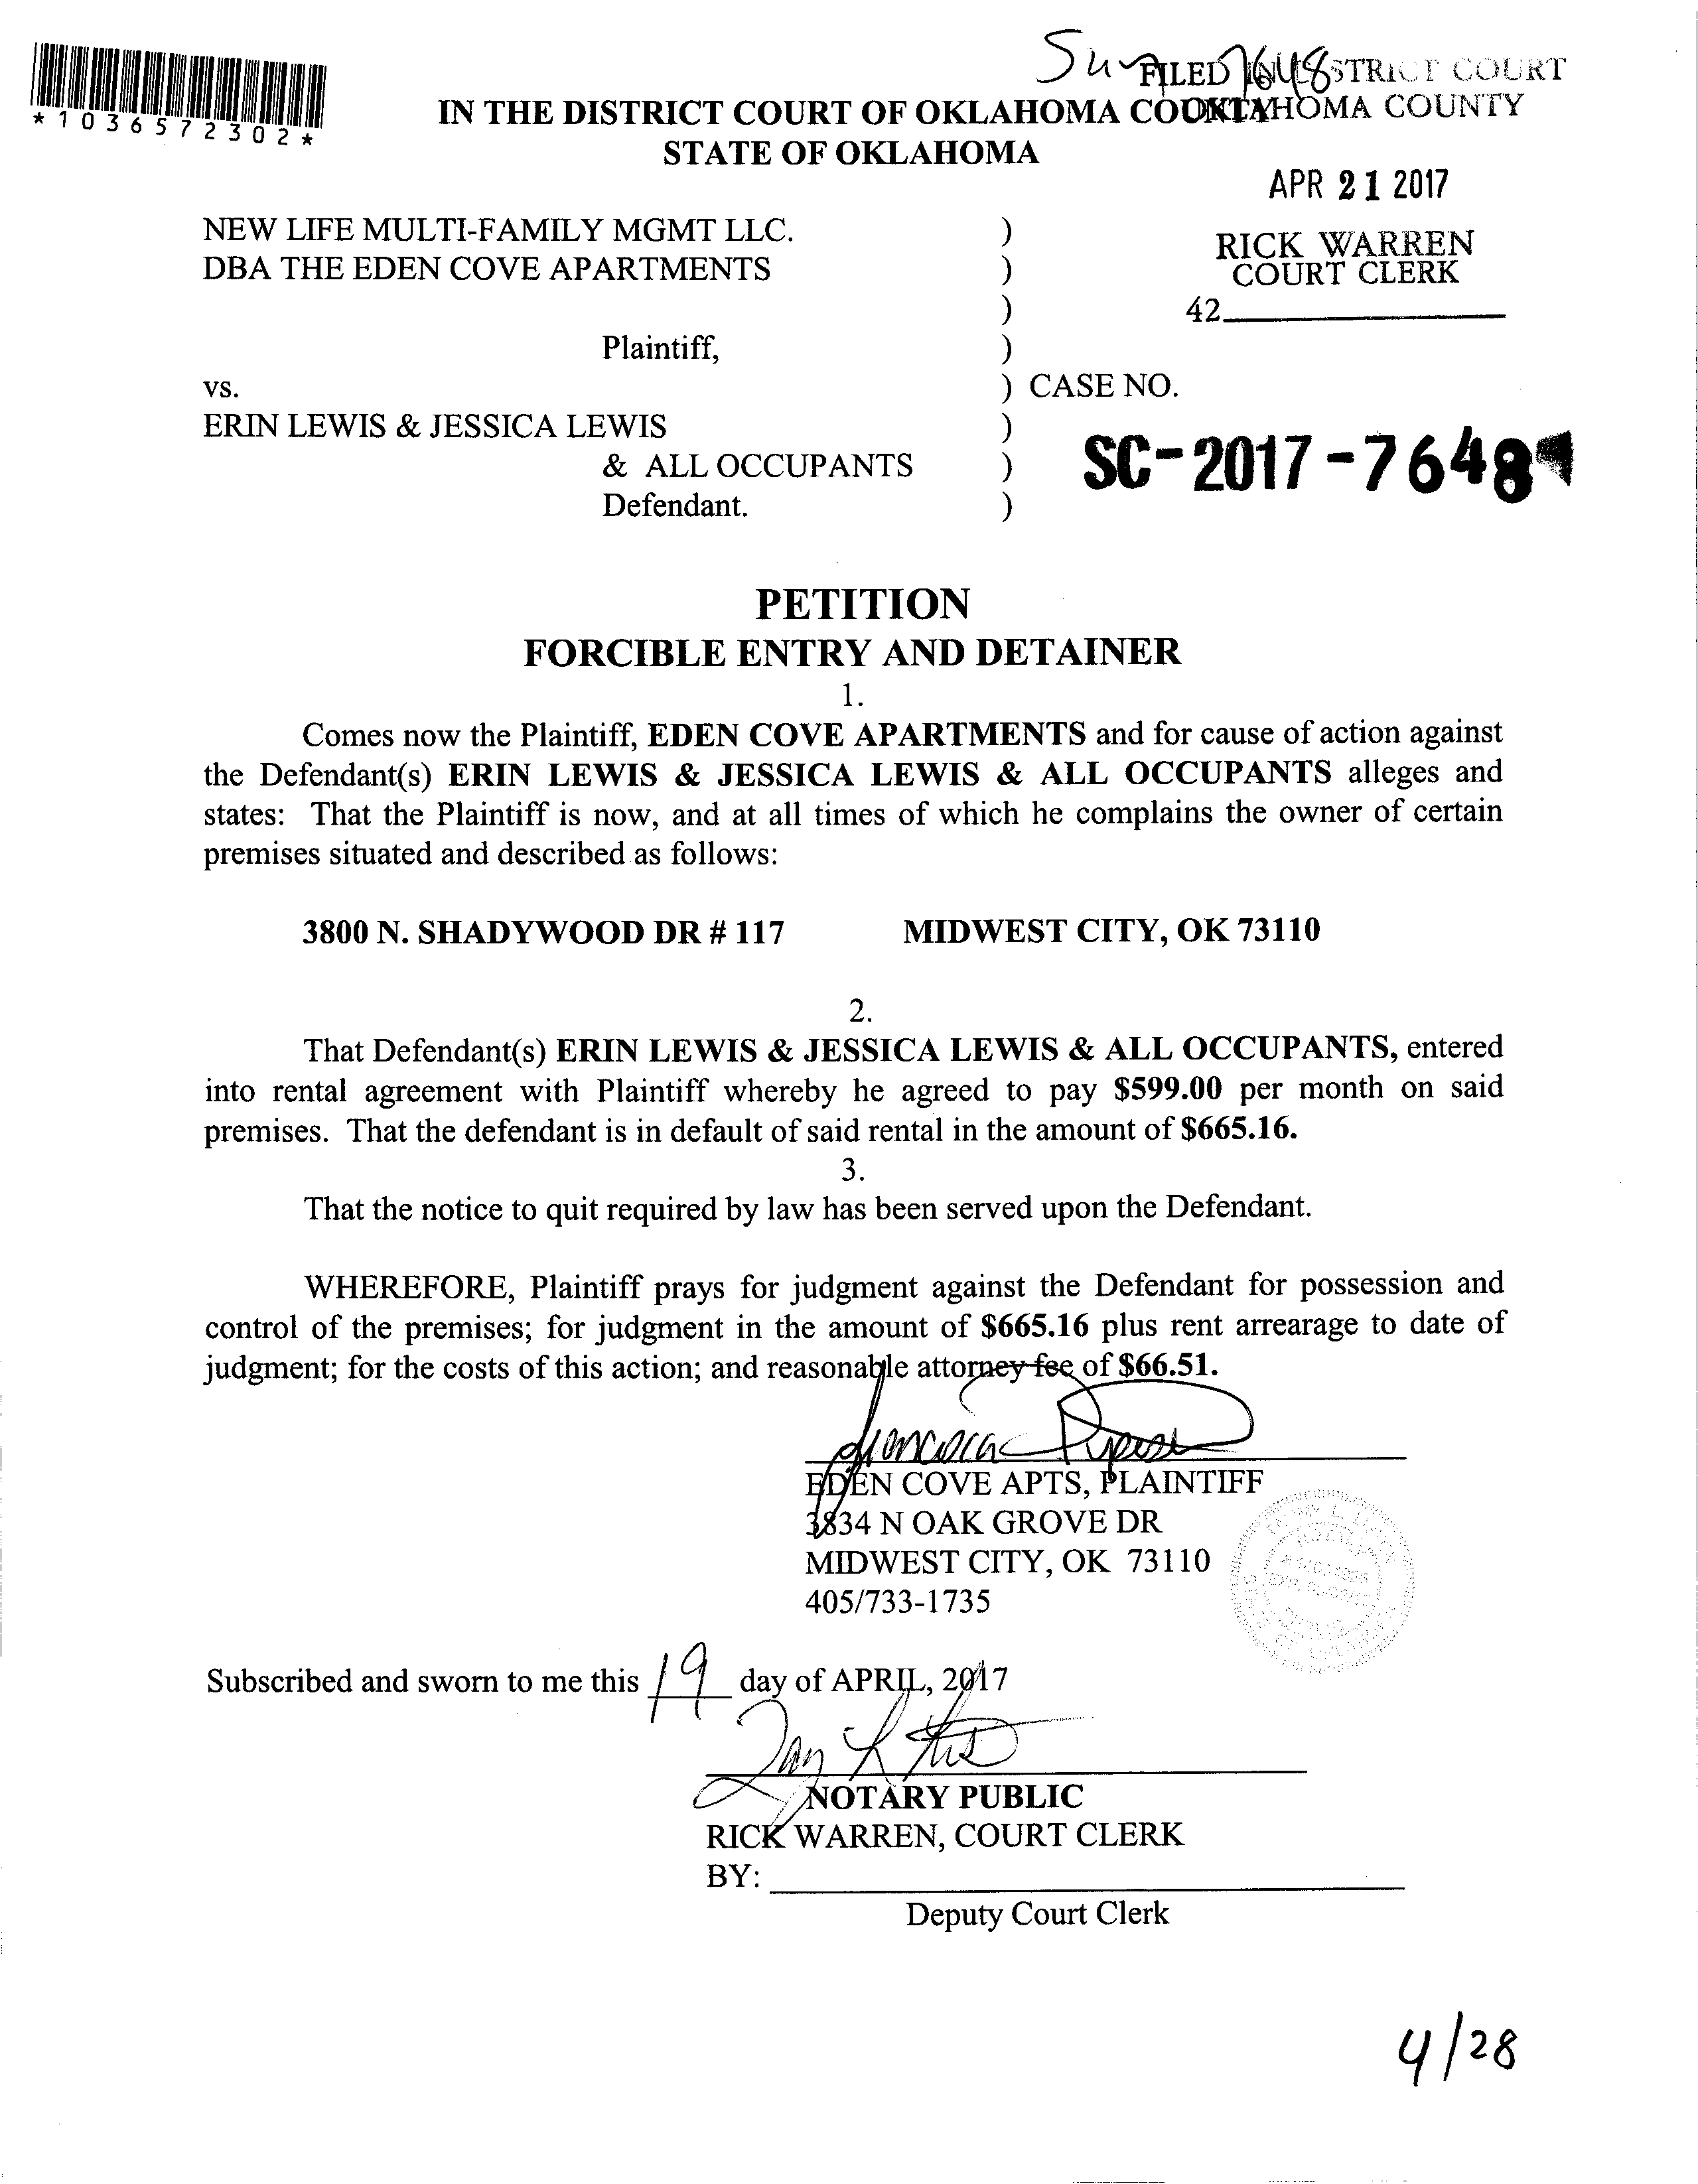 *1036572302*
7648
FILED IN DISTRICT COURT
OKLAHOMA COUNTY
IN THE DISTRICT COURT OF OKLAHOMA COUNTY
STATE OF OKLAHOMA
APR 21 2017
RICK WARREN
COURT CLERK
42
NEW LIFE MULTI-FAMILY MGMT LLC. )
DBA THE EDEN COVE APARTMENTS )
)
Plaintiff, )
vs. ) CASE NO.
ERIN LEWIS & JESSICA LEWIS )
& ALL OCCUPANTS )
Defendant. )
SC-2017-7648
PETITION
FORCIBLE ENTRY AND DETAINER
1.
Comes now the Plaintiff, EDEN COVE APARTMENTS and for cause of action against
the Defendant(s) ERIN LEWIS & JESSICA LEWIS & ALL OCCUPANTS alleges and
states: That the Plaintiff is now, and at all times of which he complains the owner of certain
premises situated and described as follows:
3800 N. SHADYWOOD DR # 117 MIDWEST CITY, OK 73110
2.
That Defendant(s) ERIN LEWIS & JESSICA LEWIS & ALL OCCUPANTS, entered
into rental agreement with Plaintiff whereby he agreed to pay $599.00 per month on said
premises. That the defendant is in default of said rental in the amount of $665.16.
3.
That the notice to quit required by law has been served upon the Defendant.
WHEREFORE, Plaintiff prays for judgment against the Defendant for possession and
control of the premises; for judgment in the amount of $665.16 plus rent arrearage to date of
judgment; for the costs of this action; and reasonable attorney fee of $66.51.
EDEN COVE APTS, PLAINTIFF
3834 N OAK GROVE DR
MIDWEST CITY, OK 73110
405/733-1735
Subscribed and sworn to me this 19 day of APRIL, 2017
NOTARY PUBLIC
RICK WARREN, COURT CLERK
BY:
Deputy Court Clerk
4/28